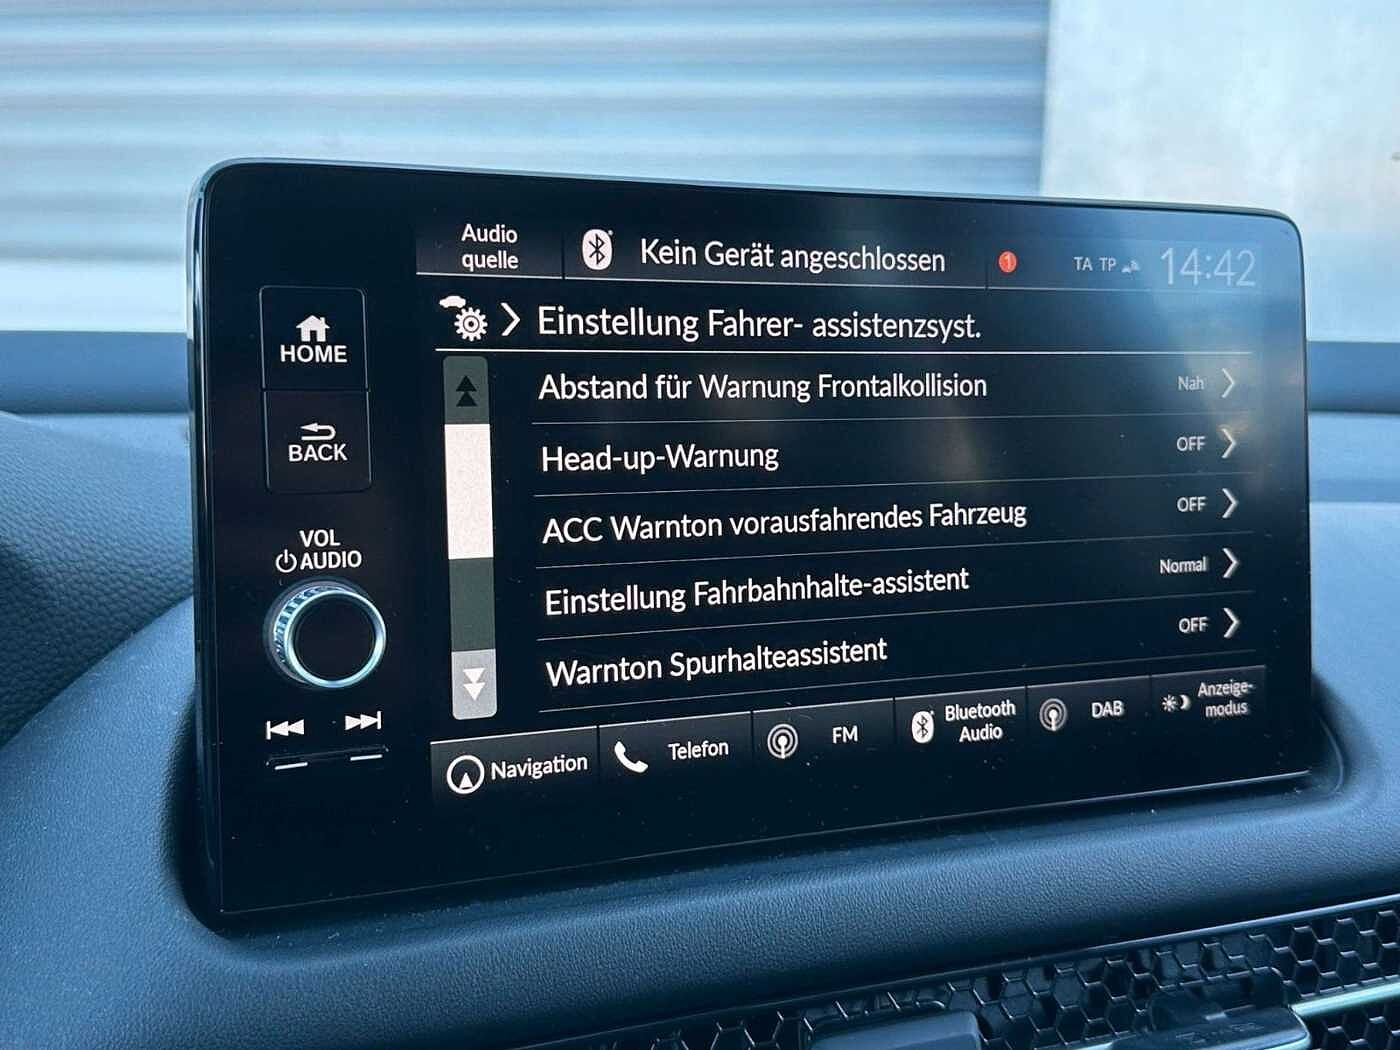 Audio
quelle
Kein Gerät angeschlossen
1
TA TP
14:42
HOME
BACK
VOL
AUDIO
Einstellung Fahrer- assistenzsyst.
Abstand für Warnung Frontalkollision Nah
Head-up-Warnung OFF
ACC Warnton vorausfahrendes Fahrzeug OFF
Einstellung Fahrbahnhalte-assistent Normal
Warnton Spurhalteassistent OFF
Navigation
Telefon
FM
Bluetooth
Audio
DAB
Anzeige-
modus